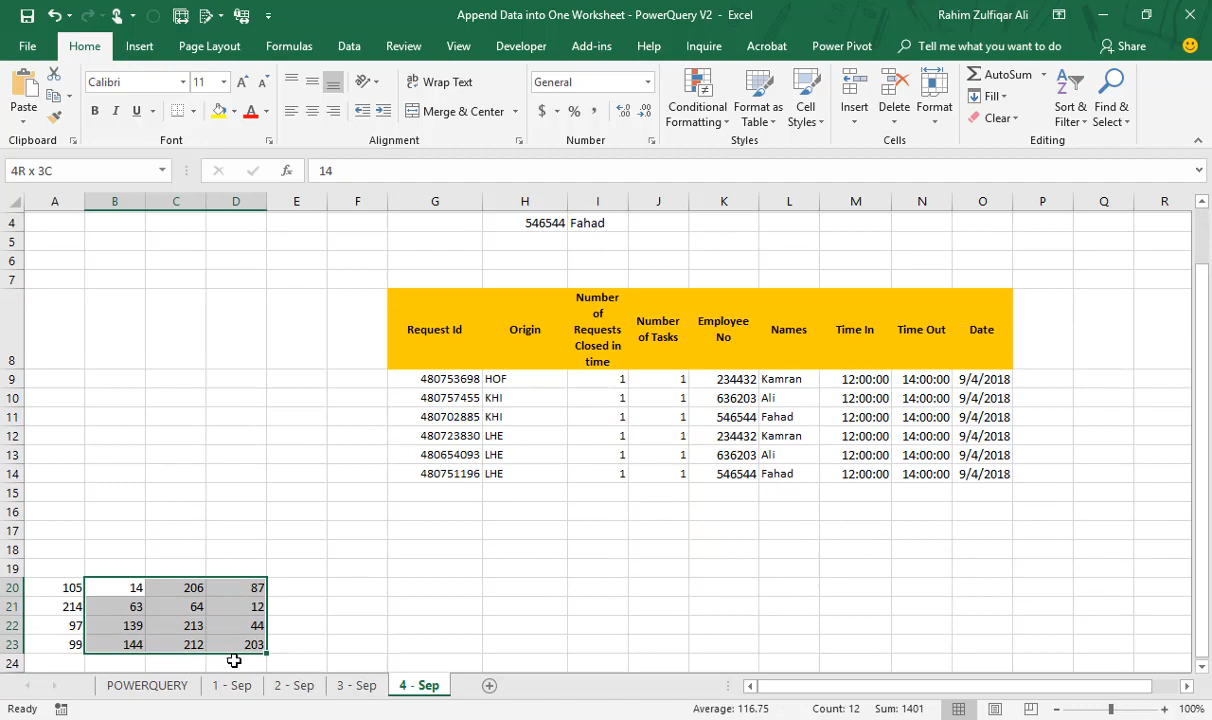 Append Data into One Worksheet - PowerQuery V2 - Excel
Rahim Zulfiqar Ali
File Home Insert Page Layout Formulas Data Review View Developer Add-ins Help Inquire Acrobat Power Pivot Tell me what you want to do Share
Paste
Calibri 11
B I U
Wrap Text
Merge & Center
General
$ % ,
Conditional Formatting
Format as Table
Cell Styles
Insert
Delete
Format
AutoSum
Fill
Clear
Sort & Filter
Find & Select
Clipboard Font Alignment Number Styles Cells Editing
4R x 3C fx 14
A B C D E F G H I J K L M N O P Q R
4 546544 Fahad
5
6
7
8 Request Id Origin Number of Requests Closed in time Number of Tasks Employee No Names Time In Time Out Date
9 480753698 HOF 1 1 234432 Kamran 12:00:00 14:00:00 9/4/2018
10 480757455 KHI 1 1 636203 Ali 12:00:00 14:00:00 9/4/2018
11 480702885 KHI 1 1 546544 Fahad 12:00:00 14:00:00 9/4/2018
12 480723830 LHE 1 1 234432 Kamran 12:00:00 14:00:00 9/4/2018
13 480654093 LHE 1 1 636203 Ali 12:00:00 14:00:00 9/4/2018
14 480751196 LHE 1 1 546544 Fahad 12:00:00 14:00:00 9/4/2018
15
16
17
18
19
20 105 14 206 87
21 214 63 64 12
22 97 139 213 44
23 99 144 212 203
24
POWERQUERY 1 - Sep 2 - Sep 3 - Sep 4 - Sep
Ready Average: 116.75 Count: 12 Sum: 1401 100%